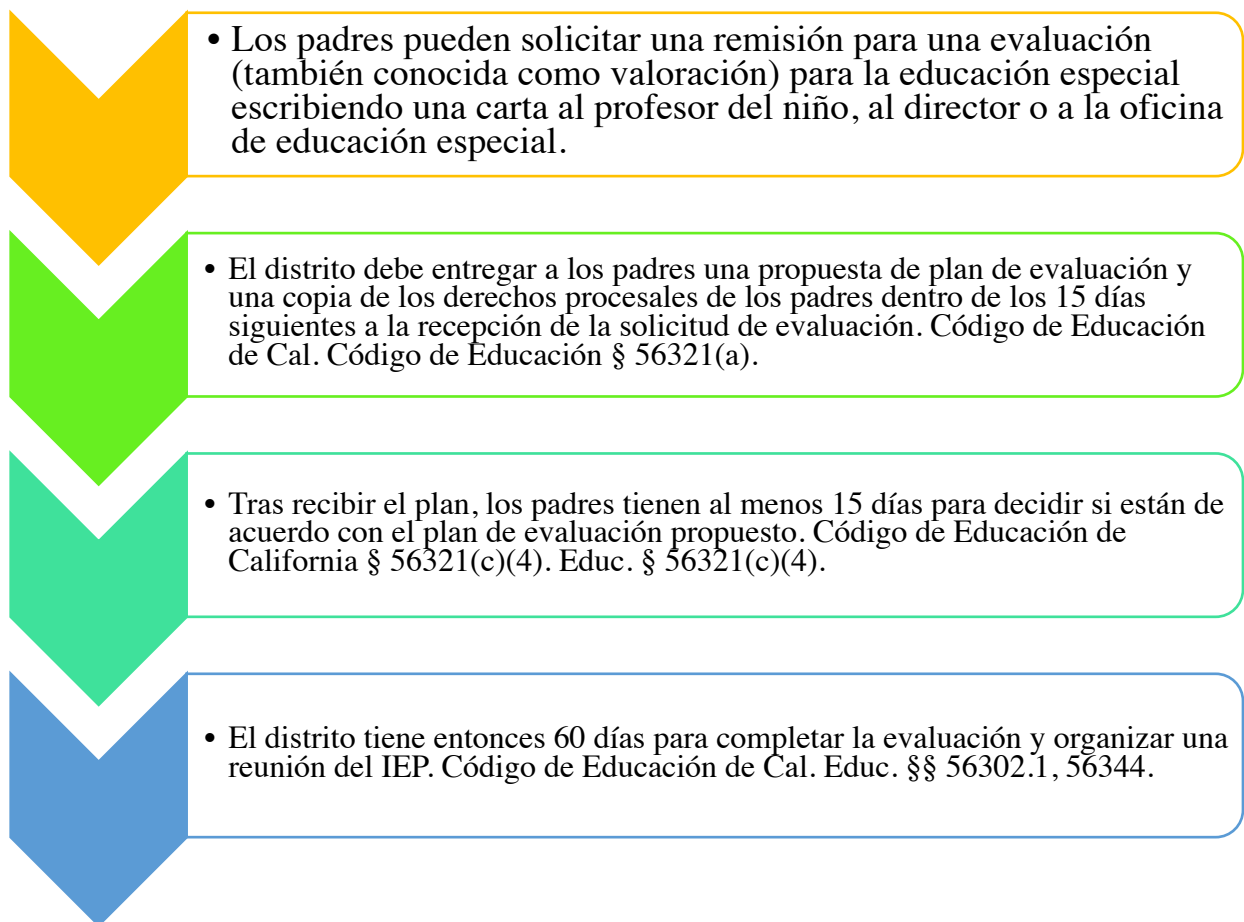 • Los padres pueden solicitar una remisión para una evaluación
(también conocida como valoración) para la educación especial
escribiendo una carta al profesor del niño, al director o a la oficina
de educación especial.
• El distrito debe entregar a los padres una propuesta de plan de evaluación y
una copia de los derechos procesales de los padres dentro de los 15 días
siguientes a la recepción de la solicitud de evaluación. Código de Educación
de Cal. Código de Educación § 56321(a).
• Tras recibir el plan, los padres tienen al menos 15 días para decidir si están de
acuerdo con el plan de evaluación propuesto. Código de Educación de
California § 56321(c)(4). Educ. § 56321(c)(4).
• El distrito tiene entonces 60 días para completar la evaluación y organizar una
reunión del IEP. Código de Educación de Cal. Educ. §§ 56302.1, 56344.